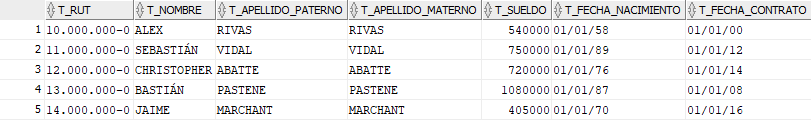 T_RUT T_NOMBRE T_APELLIDO_PATERNO T_APELLIDO_MATERNO T_SUELDO T_FECHA_NACIMIENTO T_FECHA_CONTRATO
1 10.000.000-0 ALEX RIVAS RIVAS 540000 01/01/58 01/01/00
2 11.000.000-0 SEBASTIÁN VIDAL VIDAL 750000 01/01/89 01/01/12
3 12.000.000-0 CHRISTOPHER ABATTE ABATTE 720000 01/01/76 01/01/14
4 13.000.000-0 BASTIÁN PASTENE PASTENE 1080000 01/01/87 01/01/08
5 14.000.000-0 JAIME MARCHANT MARCHANT 405000 01/01/70 01/01/16